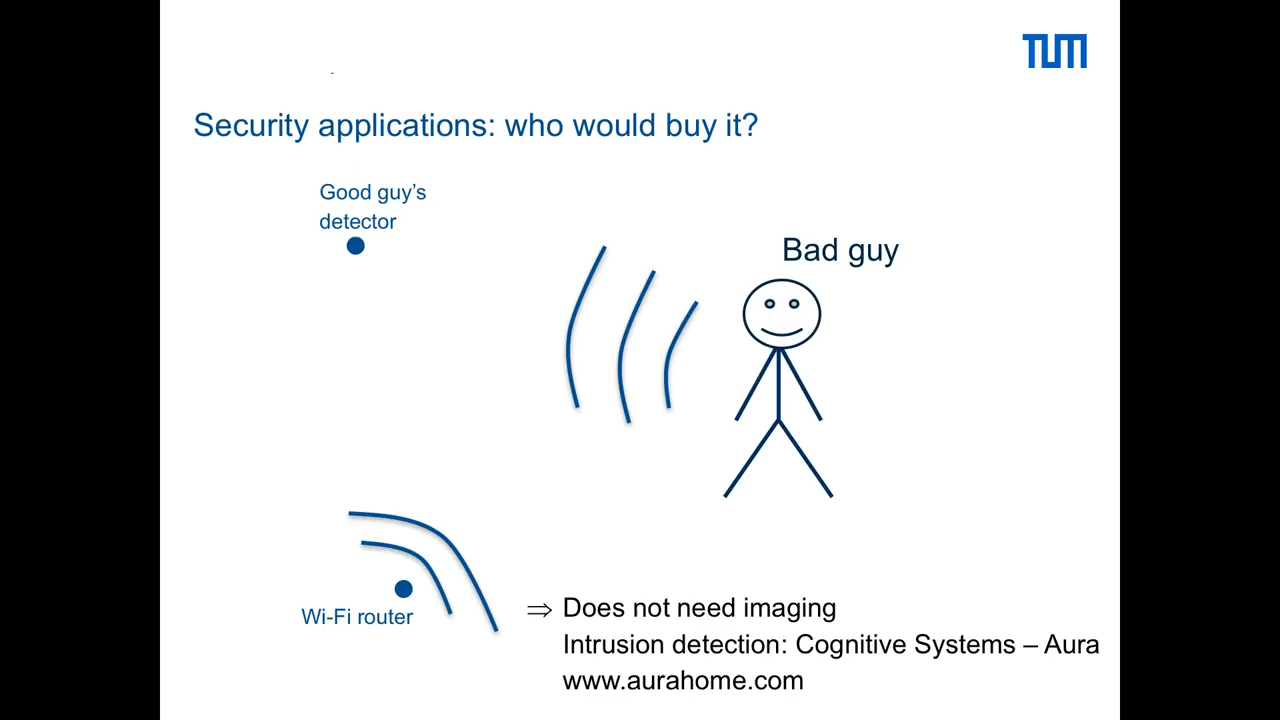 TUM
Security applications: who would buy it?
Good guy’s
detector
Bad guy
Wi-Fi router
⇒ Does not need imaging
Intrusion detection: Cognitive Systems – Aura
www.aurahome.com